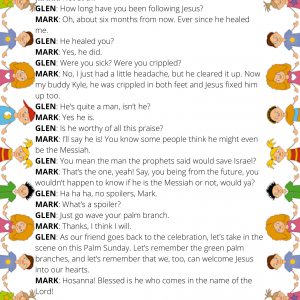 GLEN: How long have you been following Jesus?
MARK: Oh, about six months from now. Ever since he healed
me.
GLEN: He healed you?
MARK: Yes, he did.
GLEN: Were you sick? Were you crippled?
MARK: No, I just had a little headache, but he cleared it up. Now
my buddy Kyle, he was crippled in both feet and Jesus fixed him
up too.
GLEN: He's quite a man, isn't he?
MARK: Yes he is.
GLEN: Is he worthy of all this praise?
MARK: I'll say he is! You know some people think he might even
be the Messiah.
GLEN: You mean the man the prophets said would save Israel?
MARK: That's the one, yeah! Say, you being from the future, you
wouldn't happen to know if he is the Messiah or not, would ya?
GLEN: Ha ha ha, no spoilers, Mark.
MARK: What's a spoiler?
GLEN: Just go wave your palm branch.
MARK: Thanks, I think I will.
GLEN: As our friend goes back to the celebration, let's take in the
scene on this Palm Sunday. Let's remember the green palm
branches, and let's remember that we, too, can welcome Jesus
into our hearts.
MARK: Hosanna! Blessed is he who comes in the name of the
Lord!